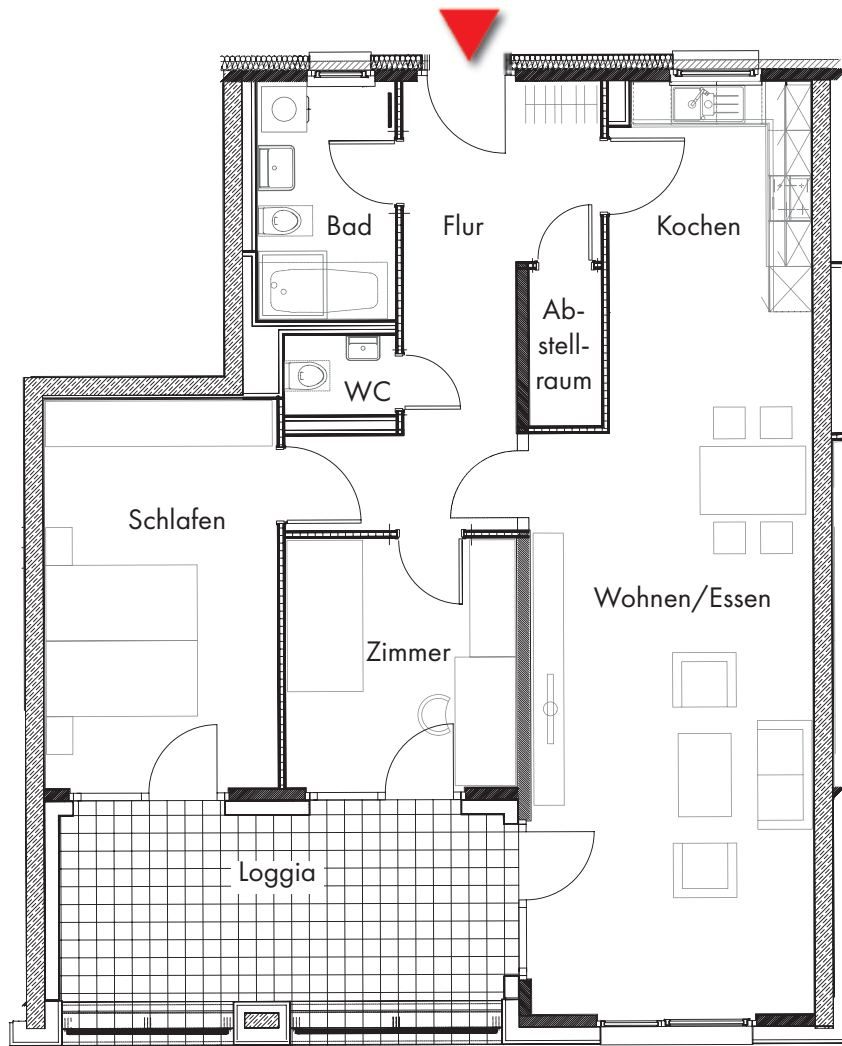 Bad
Flur
Kochen
Ab-
stell-
raum
WC
Schlafen
Wohnen/Essen
Zimmer
Loggia